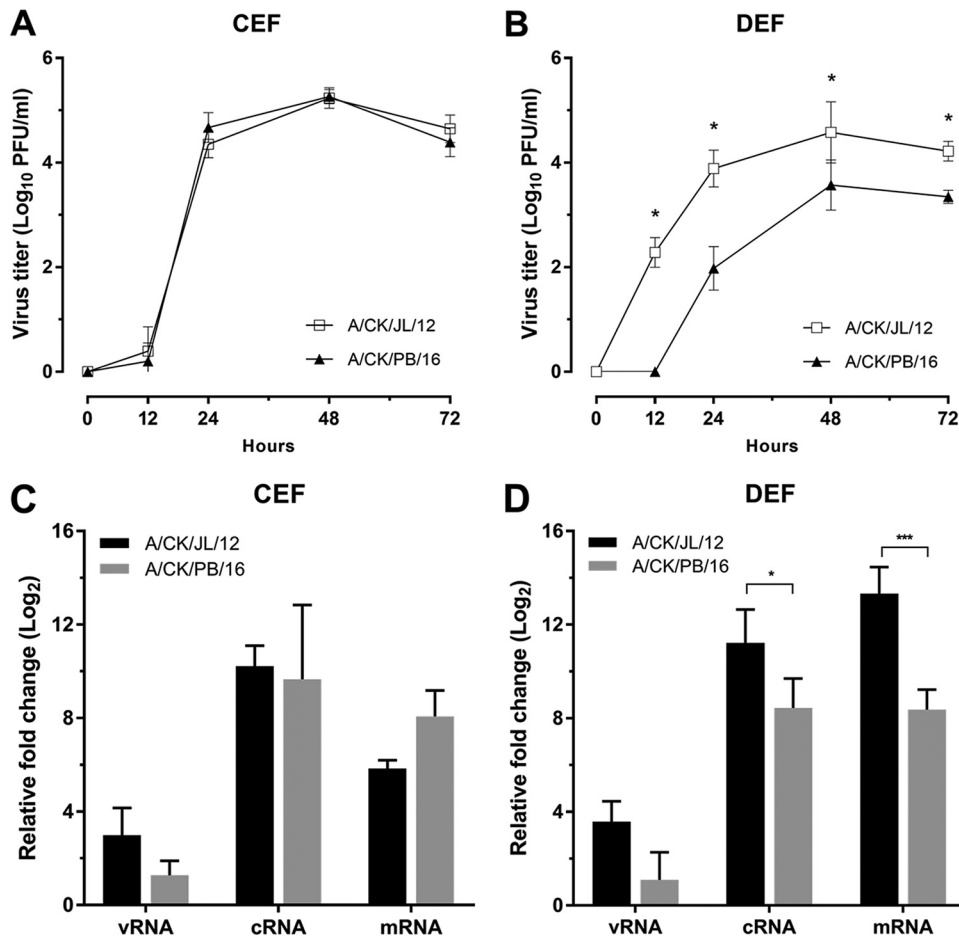 A
CEF
Virus titer (Log10 PFU/ml)
6
4
2
0
A/CK/JL/12
A/CK/PB/16
0 12 24 48 72
Hours
B
DEF
Virus titer (Log10 PFU/ml)
6
4
2
0
* * * *
A/CK/JL/12
A/CK/PB/16
0 12 24 48 72
Hours
C
CEF
Relative fold change (Log2)
16
12
8
4
0
A/CK/JL/12
A/CK/PB/16
vRNA cRNA mRNA
D
DEF
Relative fold change (Log2)
16
12
8
4
0
A/CK/JL/12
A/CK/PB/16
* ***
vRNA cRNA mRNA